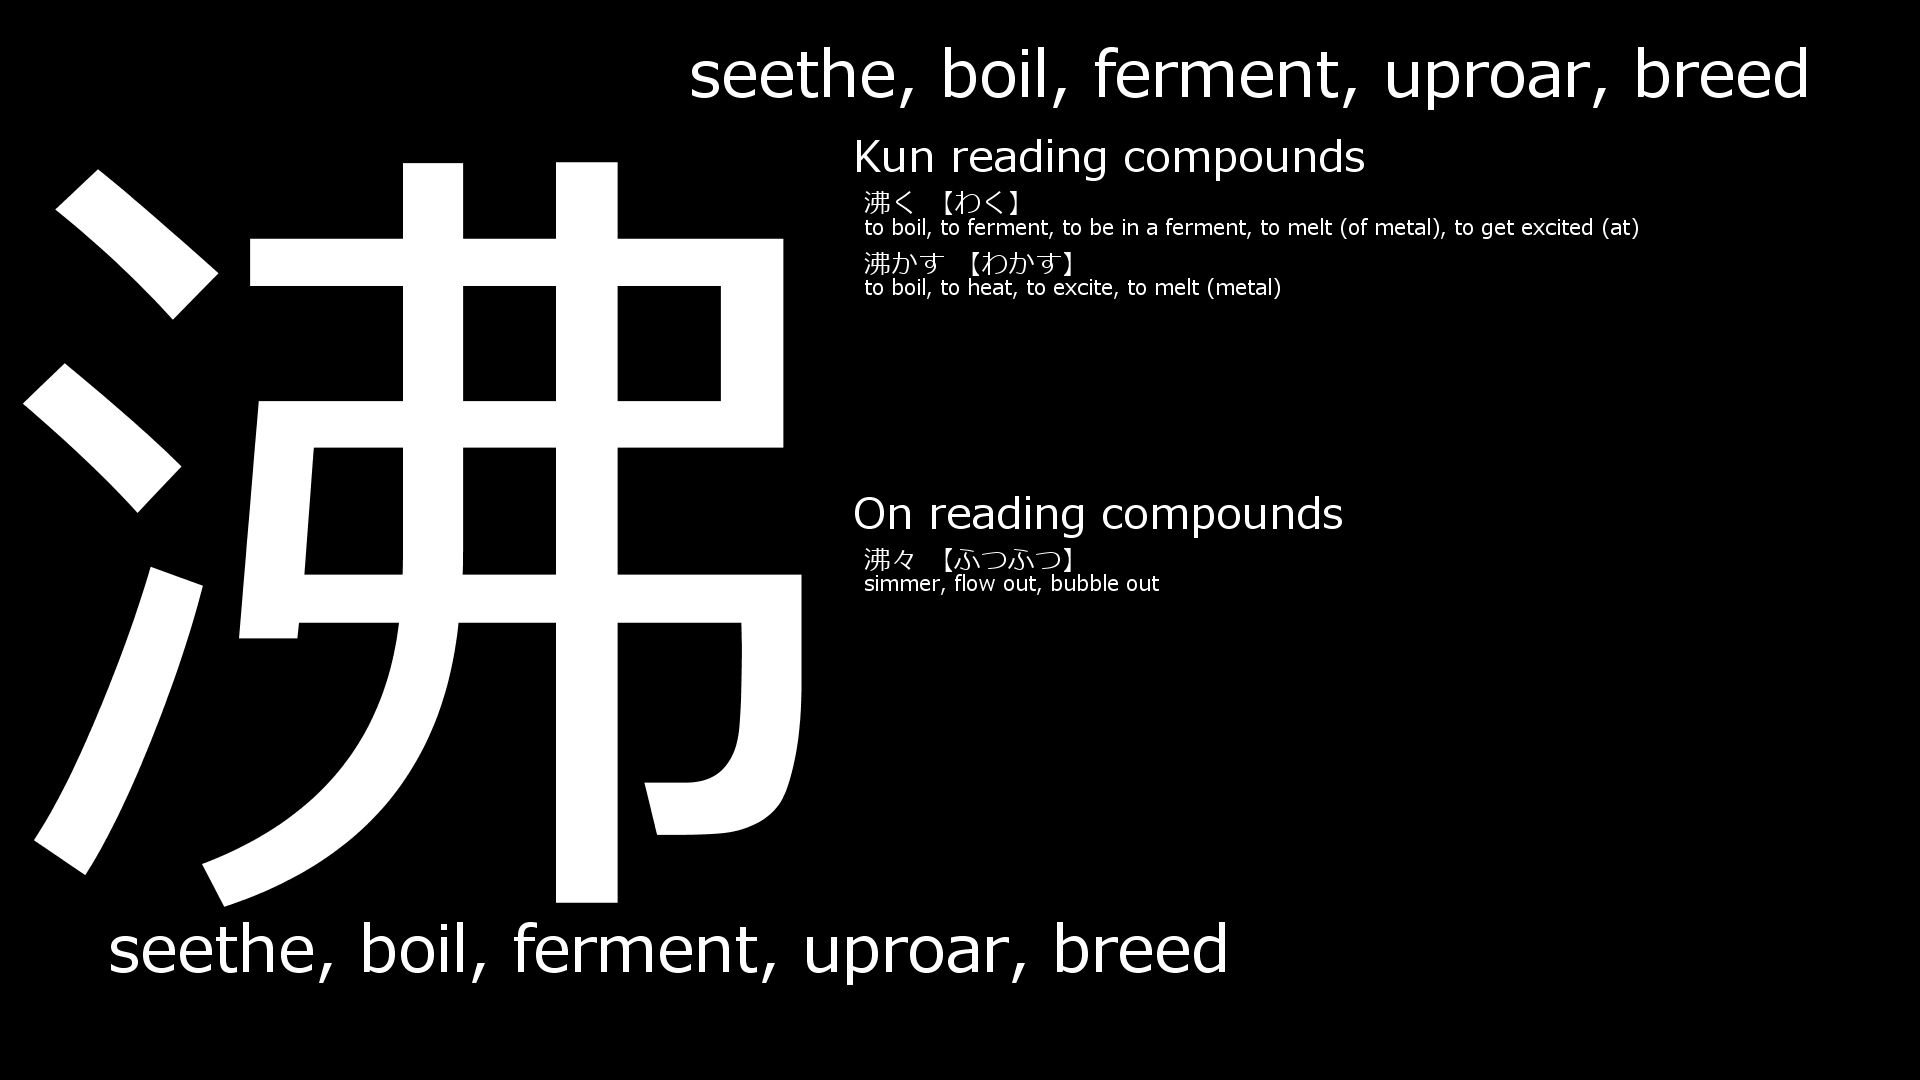 seethe, boil, ferment, uproar, breed
沸
Kun reading compounds
沸く 【わく】
to boil, to ferment, to be in a ferment, to melt (of metal), to get excited (at)
沸かす 【わかす】
to boil, to heat, to excite, to melt (metal)
On reading compounds
沸々 【ふつふつ】
simmer, flow out, bubble out
seethe, boil, ferment, uproar, breed